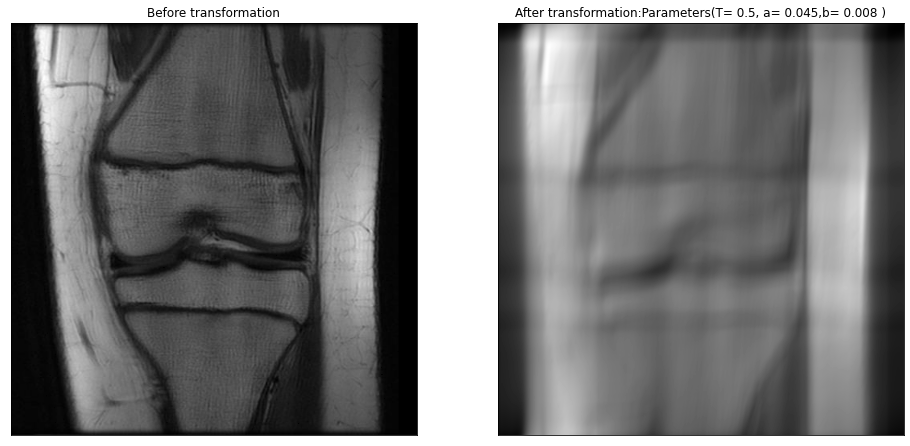 Before transformation
After transformation:Parameters(T= 0.5, a= 0.045,b= 0.008 )